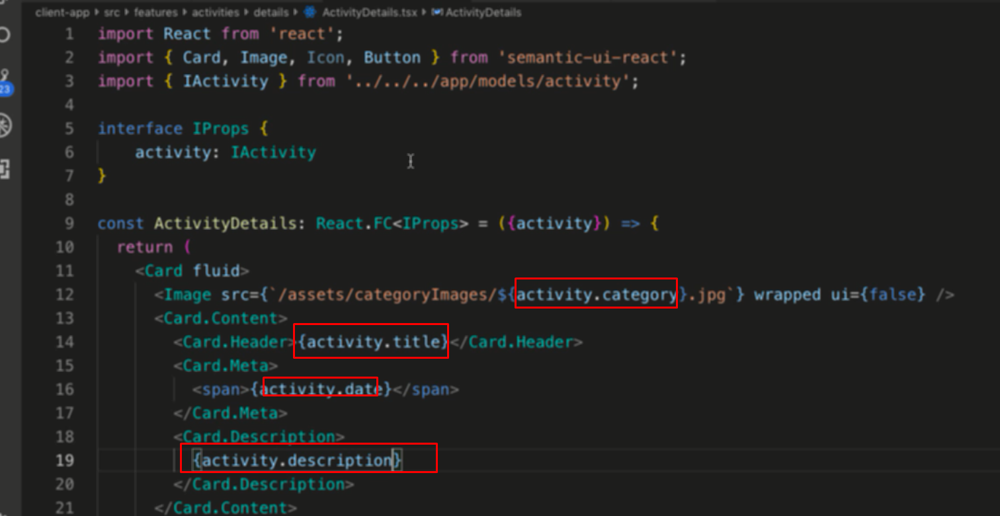 client-app › src › features › activities › details › ActivityDetails.tsx › ActivityDetails
1 import React from 'react';
2 import { Card, Image, Icon, Button } from 'semantic-ui-react';
3 import { IActivity } from '../../../app/models/activity';
4
5 interface IProps {
6     activity: IActivity
7 }
8
9 const ActivityDetails: React.FC<IProps> = ({activity}) => {
10   return (
11     <Card fluid>
12       <Image src={`/assets/categoryImages/${activity.category}.jpg`} wrapped ui={false} />
13       <Card.Content>
14         <Card.Header>{activity.title}</Card.Header>
15         <Card.Meta>
16           <span>{activity.date}</span>
17         </Card.Meta>
18         <Card.Description>
19           {activity.description}
20         </Card.Description>
21       </Card.Content>
23